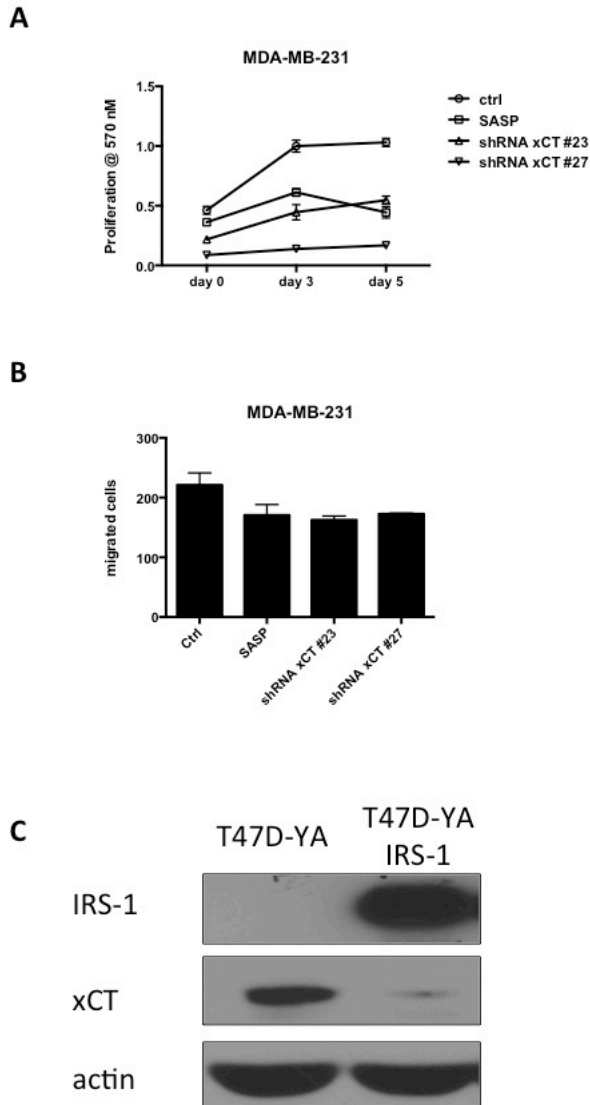 A
MDA-MB-231
Proliferation @ 570 nM
1.5
1.0
0.5
0.0
day 0 day 3 day 5
ctrl
SASP
shRNA xCT #23
shRNA xCT #27
B
MDA-MB-231
migrated cells
300
200
100
0
Ctrl
SASP
shRNA xCT #23
shRNA xCT #27
C
T47D-YA
T47D-YA
IRS-1
IRS-1
xCT
actin